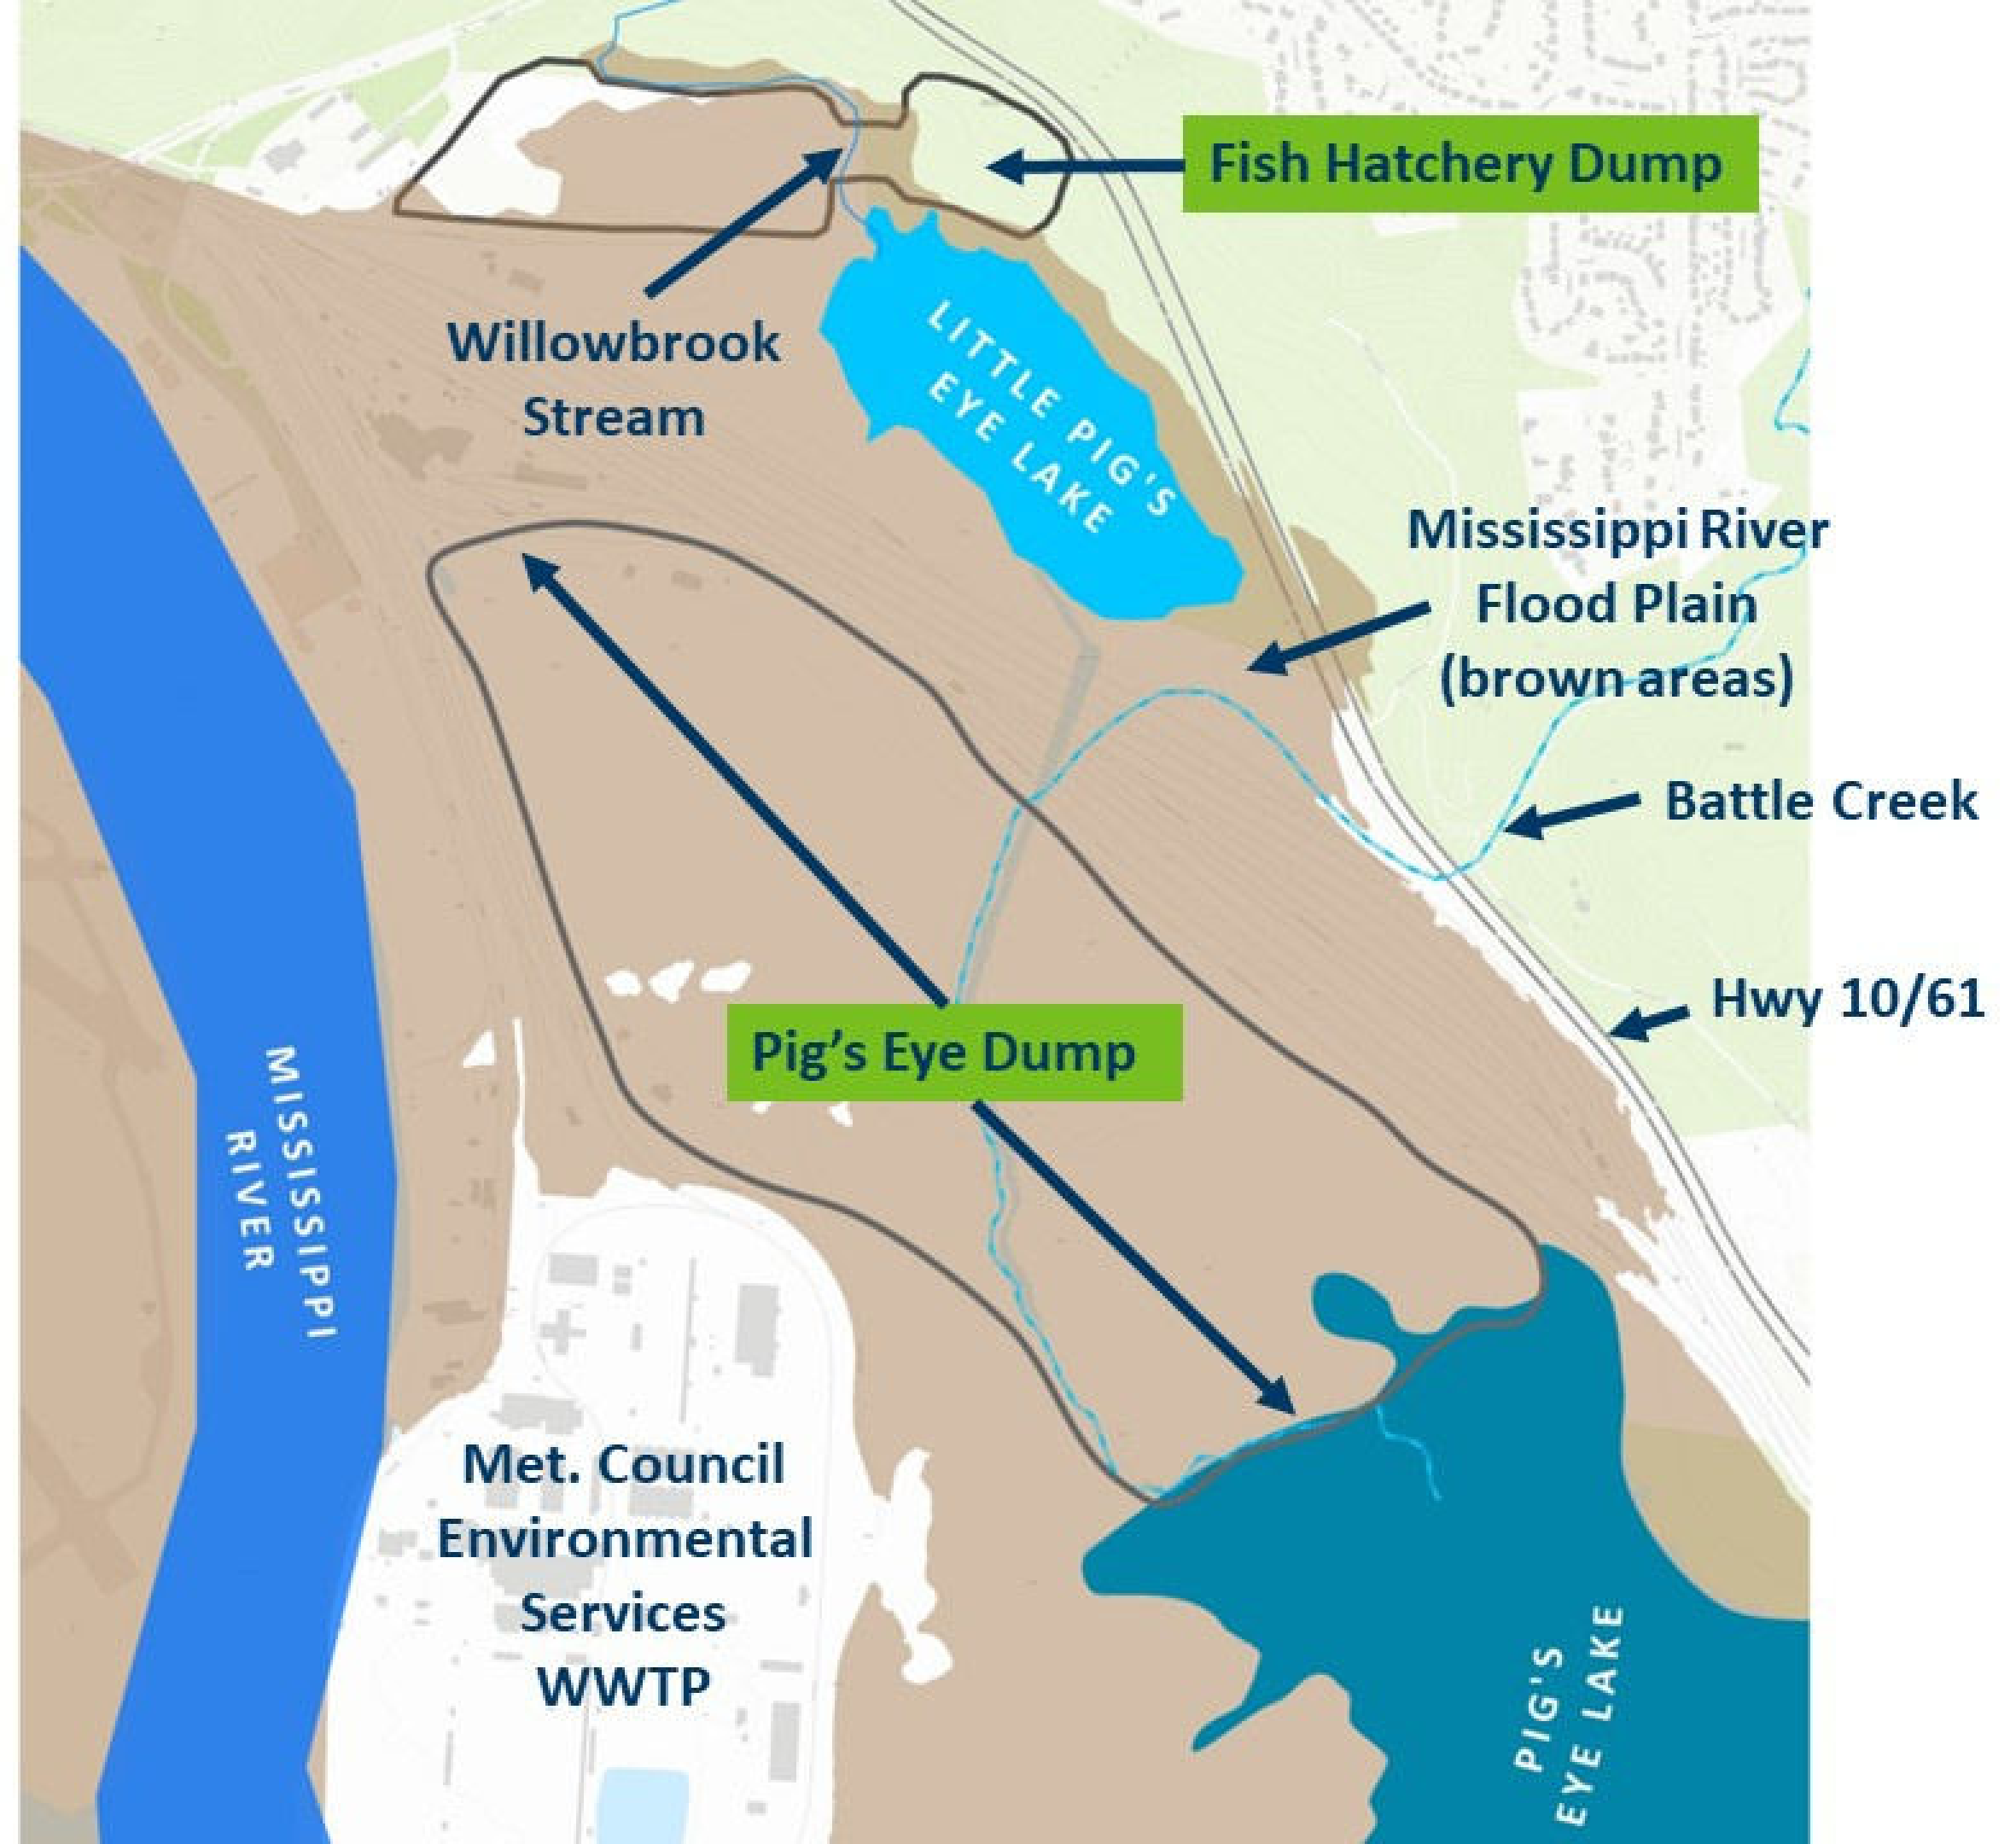 Fish Hatchery Dump
Willowbrook
Stream
LITTLE PIG'S
EYE LAKE
Mississippi River
Flood Plain
(brown areas)
Battle Creek
Hwy 10/61
Pig's Eye Dump
MISSISSIPPI
RIVER
Met. Council
Environmental
Services
WWTP
PIG'S
EYE LAKE